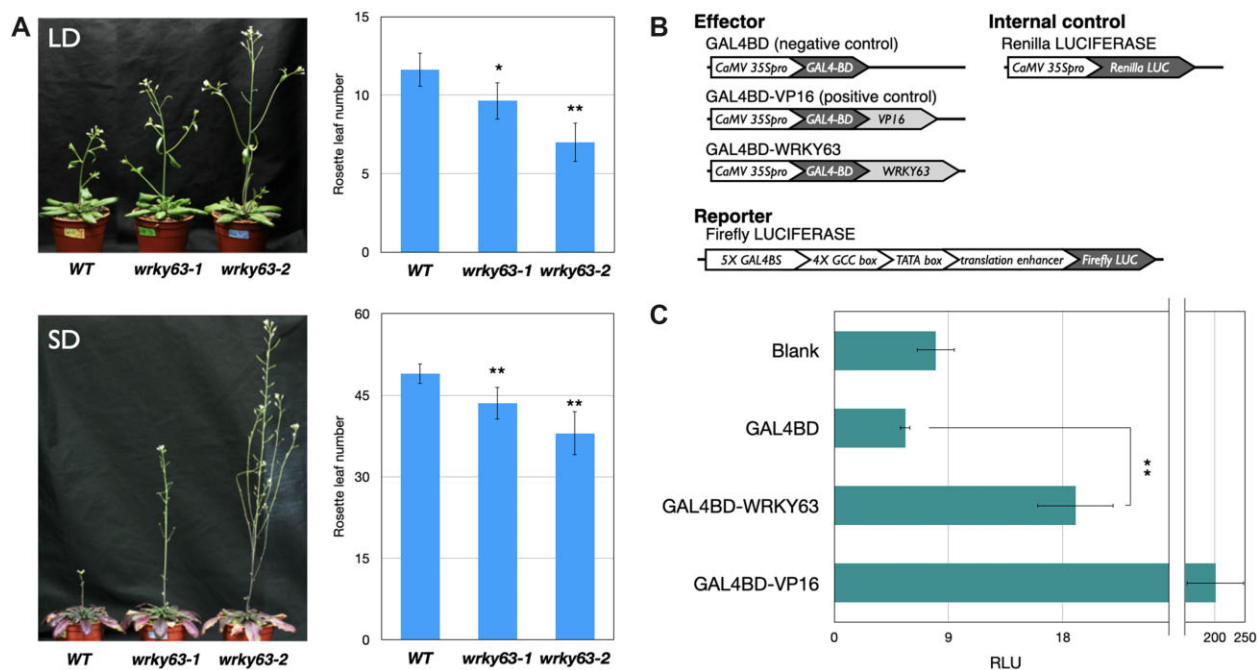 A
LD
WT wrky63-1 wrky63-2
Rosette leaf number
15
10
5
0
*
**
WT wrky63-1 wrky63-2
SD
WT wrky63-1 wrky63-2
Rosette leaf number
60
45
30
15
0
**
**
WT wrky63-1 wrky63-2
B
Effector
GAL4BD (negative control)
CaMV 35Spro GAL4-BD
GAL4BD-VP16 (positive control)
CaMV 35Spro GAL4-BD VP16
GAL4BD-WRKY63
CaMV 35Spro GAL4-BD WRKY63
Internal control
Renilla LUCIFERASE
CaMV 35Spro Renilla LUC
Reporter
Firefly LUCIFERASE
5X GAL4BS 4X GCC box TATA box translation enhancer Firefly LUC
C
Blank
GAL4BD
GAL4BD-WRKY63
GAL4BD-VP16
**
0 9 18 200 250
RLU